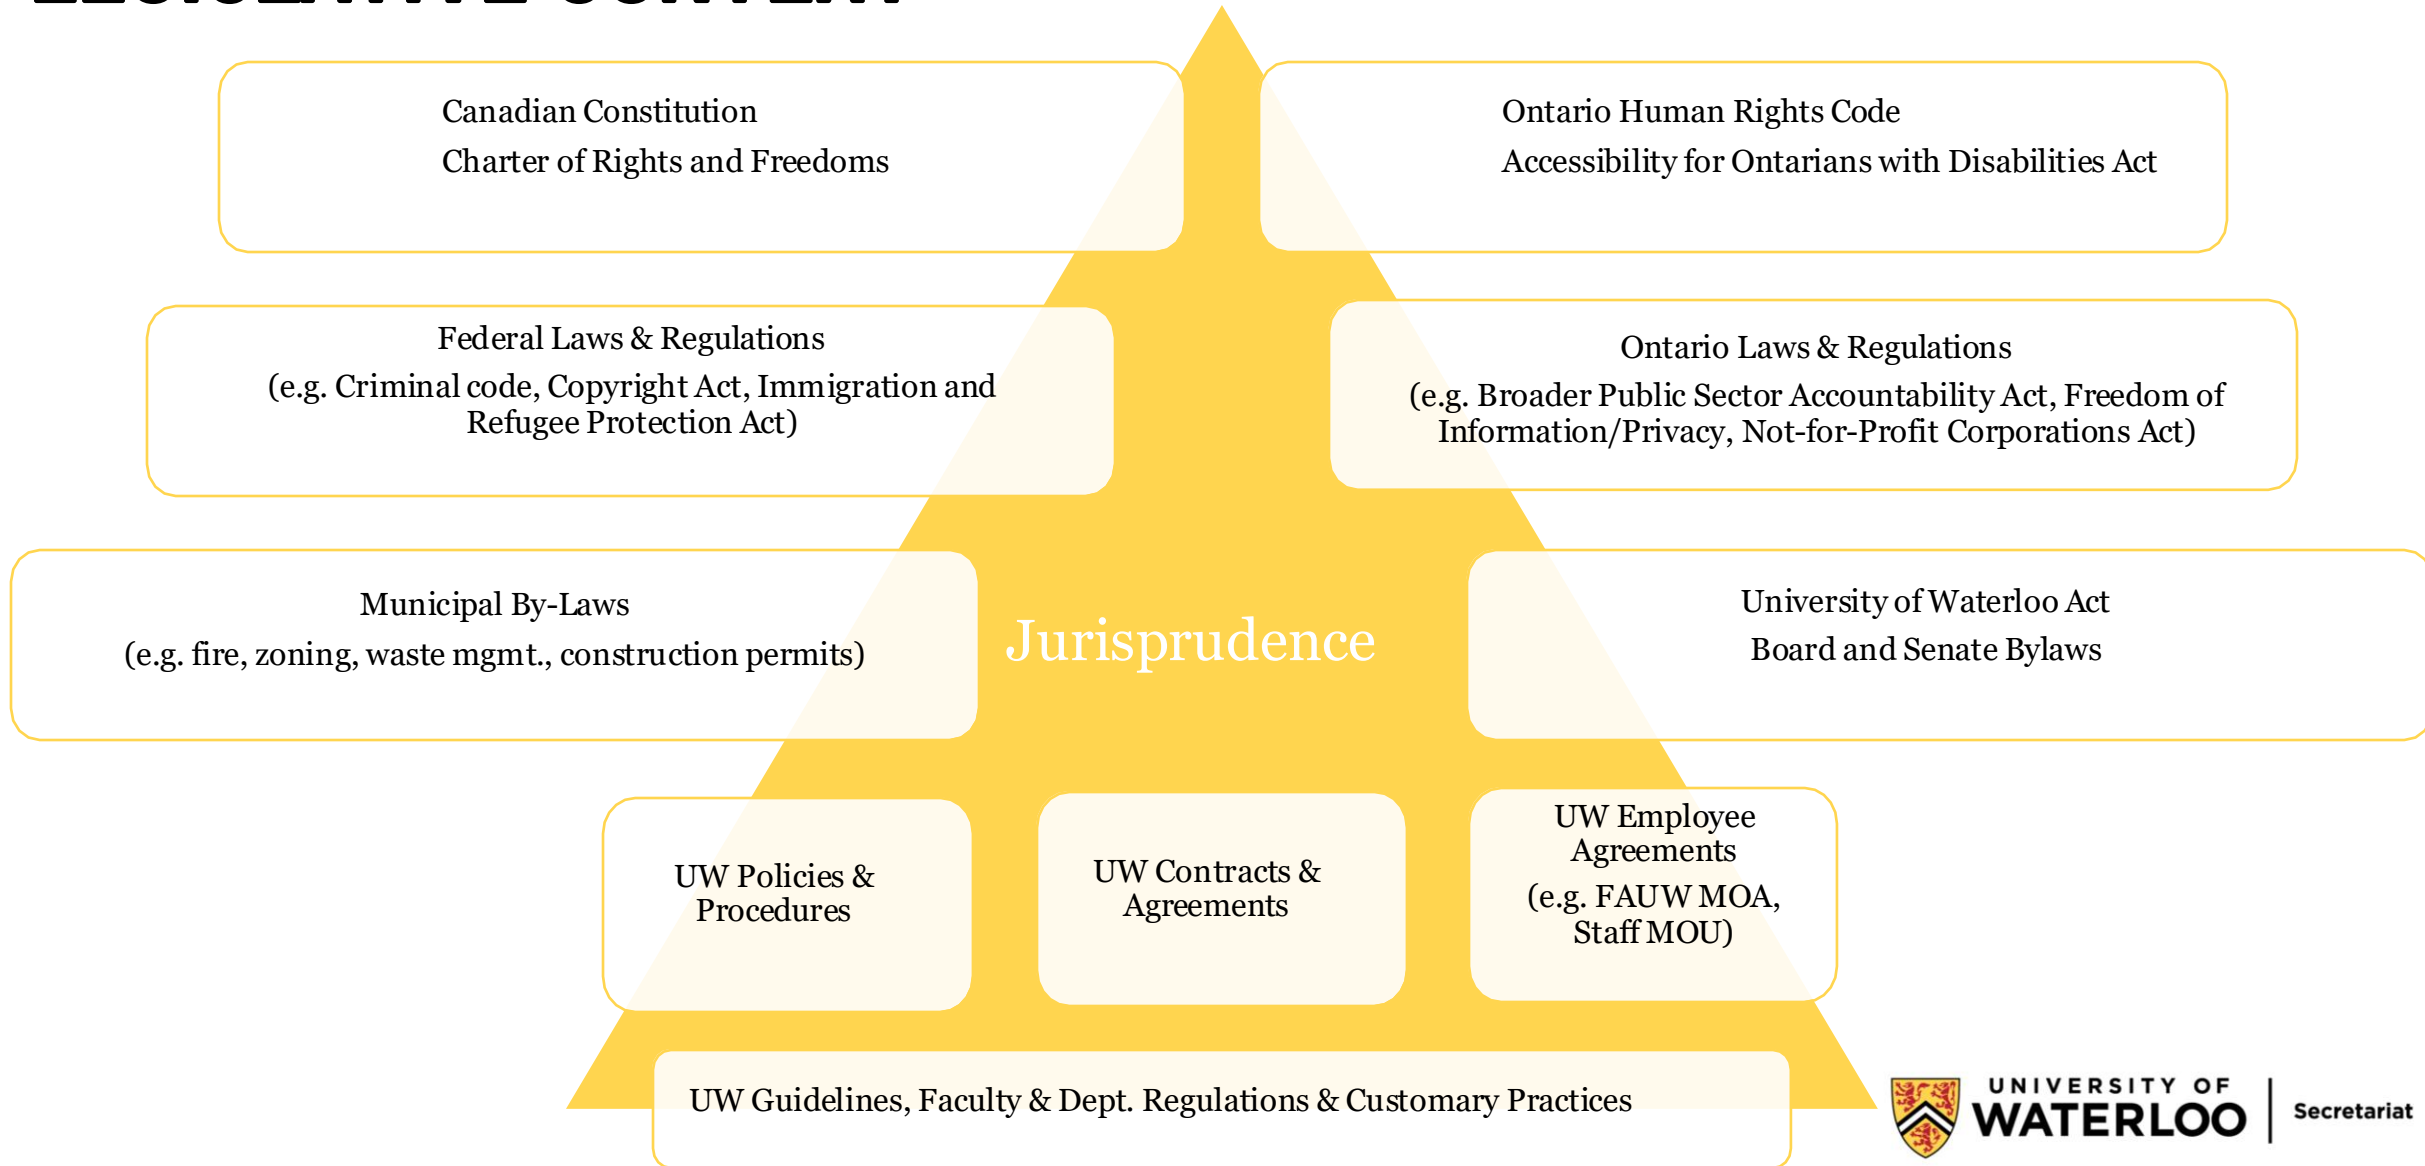 LEGISLATIVE CONTEXT
Canadian Constitution
Charter of Rights and Freedoms
Ontario Human Rights Code
Accessibility for Ontarians with Disabilities Act
Federal Laws & Regulations
(e.g. Criminal code, Copyright Act, Immigration and
Refugee Protection Act)
Ontario Laws & Regulations
(e.g. Broader Public Sector Accountability Act, Freedom of
Information/Privacy, Not-for-Profit Corporations Act)
Municipal By-Laws
(e.g. fire, zoning, waste mgmt., construction permits)
Jurisprudence
University of Waterloo Act
Board and Senate Bylaws
UW Policies &
Procedures
UW Contracts &
Agreements
UW Employee
Agreements
(e.g. FAUW MOA,
Staff MOU)
UW Guidelines, Faculty & Dept. Regulations & Customary Practices
UNIVERSITY OF
WATERLOO
Secretariat